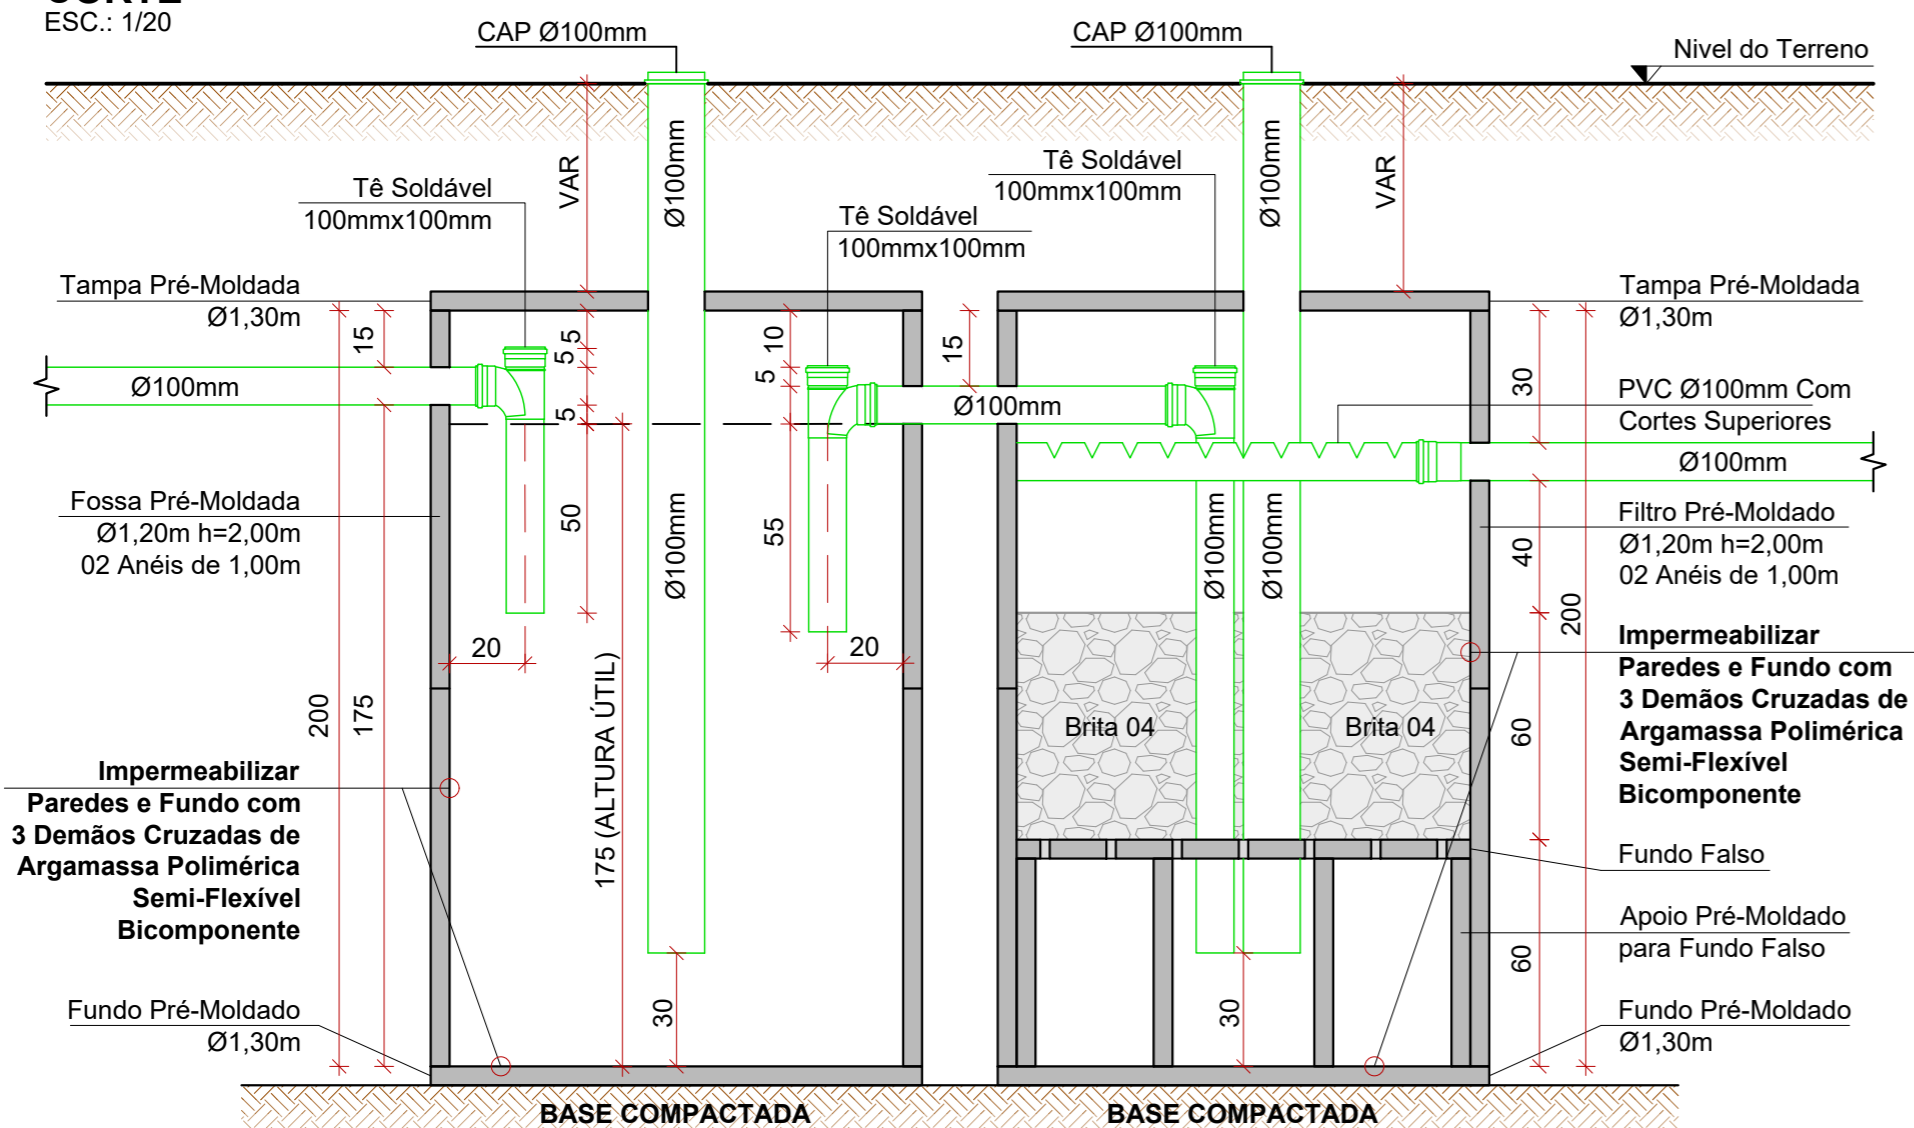 ESC.: 1/20
CAP Ø100mm
CAP Ø100mm
Nivel do Terreno
VAR
Ø100mm
Ø100mm
VAR
Tê Soldável
100mmx100mm
Tê Soldável
100mmx100mm
Tê Soldável
100mmx100mm
Tampa Pré-Moldada
Ø1,30m
Tampa Pré-Moldada
Ø1,30m
15
5
5
5
10
5
15
30
Ø100mm
Ø100mm
PVC Ø100mm Com
Cortes Superiores
Ø100mm
Fossa Pré-Moldada
Ø1,20m h=2,00m
02 Anéis de 1,00m
50
Ø100mm
55
Ø100mm
Ø100mm
Filtro Pré-Moldado
Ø1,20m h=2,00m
02 Anéis de 1,00m
40
200
20
20
200
175
175 (ALTURA ÚTIL)
Brita 04
Brita 04
60
Impermeabilizar
Paredes e Fundo com
3 Demãos Cruzadas de
Argamassa Polimérica
Semi-Flexível
Bicomponente
Impermeabilizar
Paredes e Fundo com
3 Demãos Cruzadas de
Argamassa Polimérica
Semi-Flexível
Bicomponente
Fundo Falso
Apoio Pré-Moldado
para Fundo Falso
60
30
30
Fundo Pré-Moldado
Ø1,30m
Fundo Pré-Moldado
Ø1,30m
BASE COMPACTADA
BASE COMPACTADA